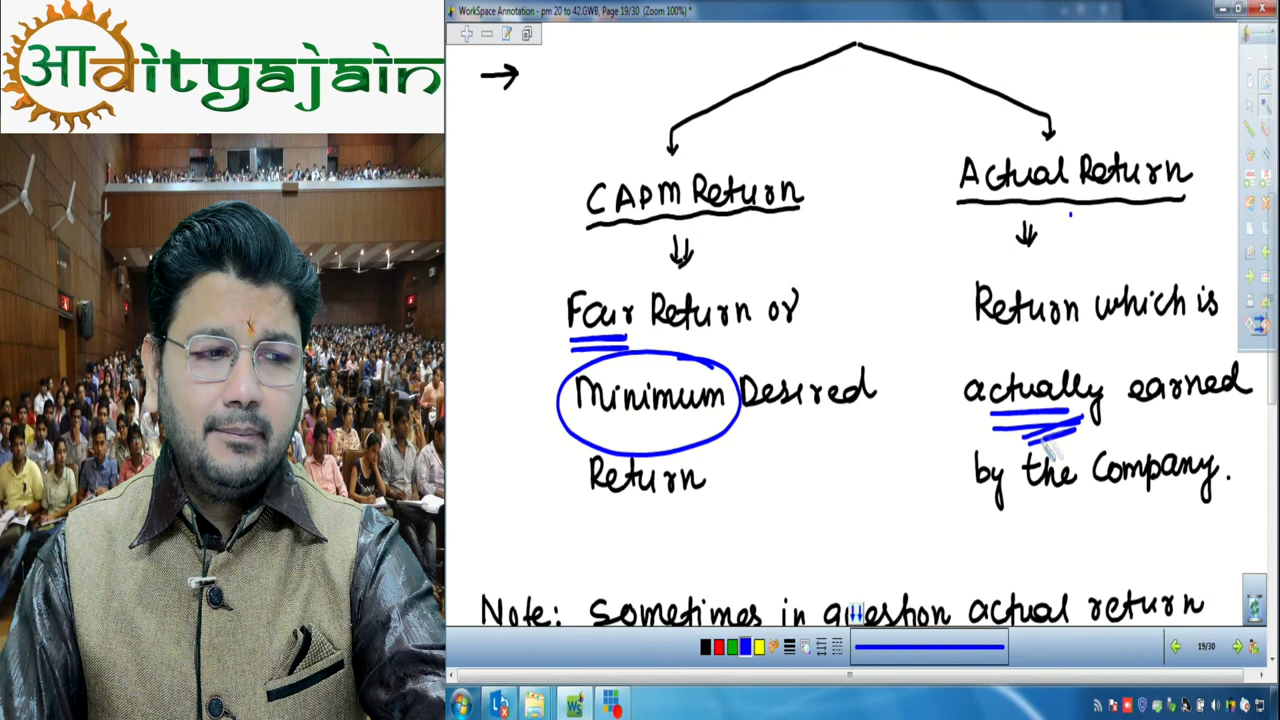 आdityajain
WorkSpace Annotation - pm 20 to 42.GWB, Page 19/30 (Zoom 100%) *
CAPM Return
Actual Return
Fair Return or
Minimum Desired
Return
Return which is
actually earned
by the Company.
Note: Sometimes in question actual return
19/30